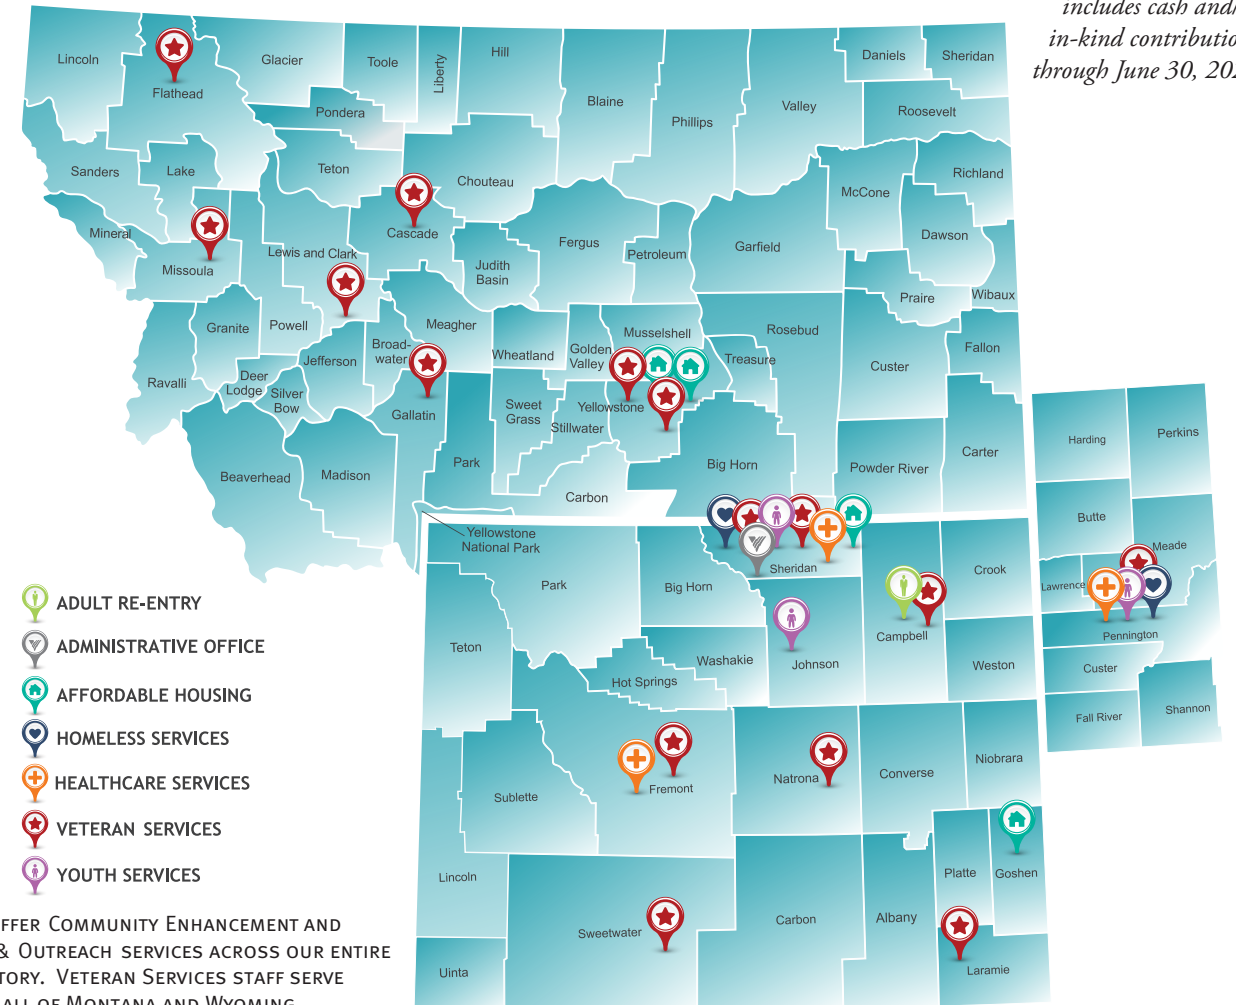 includes cash and/
in-kind contributio
through June 30, 202
Lincoln
Flathead
Glacier
Toole
Liberty
Hill
Blaine
Phillips
Valley
Daniels
Sheridan
Roosevelt
Pondera
Teton
Chouteau
Sanders
Lake
McCone
Richland
Mineral
Missoula
Lewis and Clark
Cascade
Judith
Basin
Fergus
Petroleum
Garfield
Dawson
Praire
Wibaux
Granite
Powell
Jefferson
Broad-
water
Meagher
Wheatland
Golden
Valley
Musselshell
Treasure
Rosebud
Custer
Fallon
Ravalli
Deer
Lodge
Silver
Bow
Gallatin
Sweet
Grass
Stillwater
Yellowstone
Beaverhead
Madison
Park
Carbon
Big Horn
Powder River
Carter
Harding
Perkins
Butte
Meade
Lawrence
Pennington
Custer
Fall River
Shannon
Yellowstone
National Park
Park
Big Horn
Sheridan
Campbell
Crook
Teton
Hot Springs
Washakie
Johnson
Weston
Sublette
Fremont
Natrona
Converse
Niobrara
Lincoln
Sweetwater
Carbon
Albany
Platte
Goshen
Uinta
Laramie
ADULT RE-ENTRY
ADMINISTRATIVE OFFICE
AFFORDABLE HOUSING
HOMELESS SERVICES
HEALTHCARE SERVICES
VETERAN SERVICES
YOUTH SERVICES
FFER COMMUNITY ENHANCEMENT AND
& OUTREACH SERVICES ACROSS OUR ENTIRE
TORY. VETERAN SERVICES STAFF SERVE
ALL OF MONTANA AND WYOMING